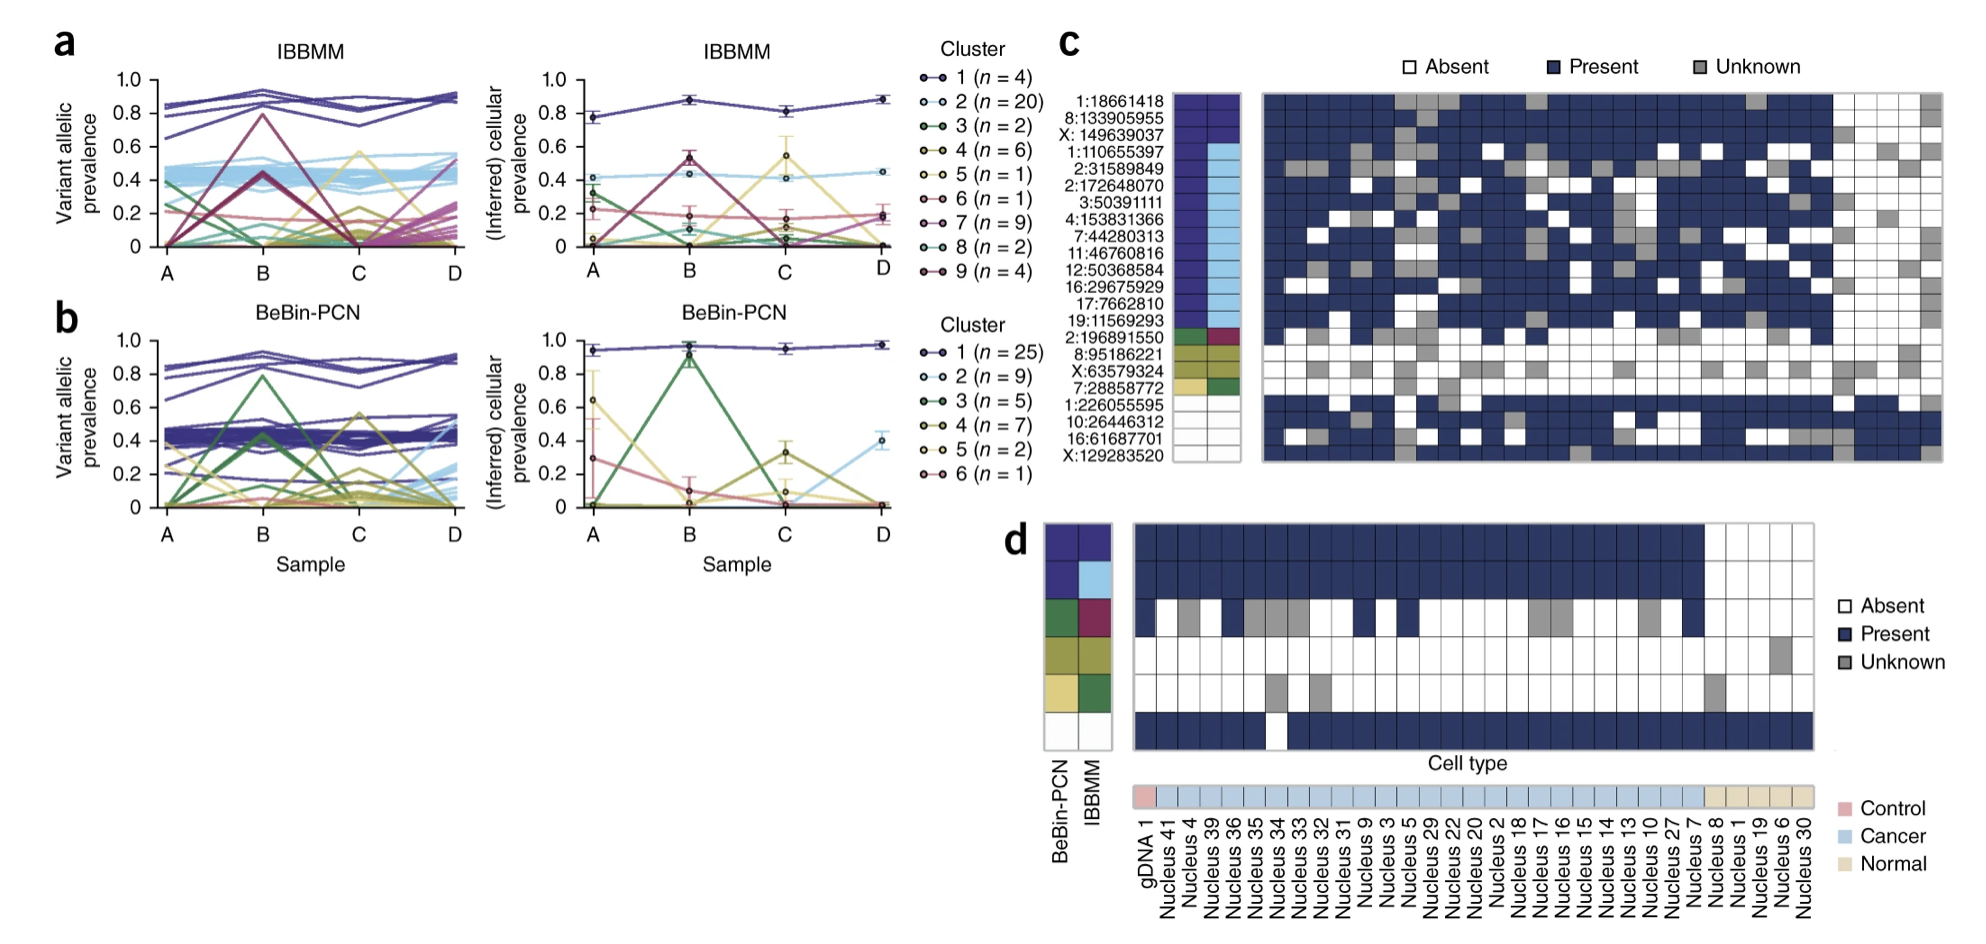 a
IBBMM
Variant allelic
prevalence
1.0
0.8
0.6
0.4
0.2
0
A
B
C
D
IBBMM
(Inferred) cellular
prevalence
1.0
0.8
0.6
0.4
0.2
0
A
B
C
D
Cluster
1 (n = 4)
2 (n = 20)
3 (n = 2)
4 (n = 6)
5 (n = 1)
6 (n = 1)
7 (n = 9)
8 (n = 2)
9 (n = 4)
b
BeBin-PCN
Variant allelic
prevalence
1.0
0.8
0.6
0.4
0.2
0
A
B
C
D
Sample
BeBin-PCN
(Inferred) cellular
prevalence
1.0
0.8
0.6
0.4
0.2
0
A
B
C
D
Sample
Cluster
1 (n = 25)
2 (n = 9)
3 (n = 5)
4 (n = 7)
5 (n = 2)
6 (n = 1)
c
Absent
Present
Unknown
1:18661418
8:133905955
X: 149639037
1:110655397
2:31589849
2:172648070
3:50391111
4:153831366
7:44280313
11:46760816
12:50368584
16:29675929
17:7662810
19:11569293
2:196891550
8:95186221
X:63579324
7:28858772
1:226055595
10:26446312
16:61687701
X:129283520
d
Absent
Present
Unknown
BeBin-PCN
IBBMM
Cell type
gDNA 1
Nucleus 41
Nucleus 4
Nucleus 39
Nucleus 36
Nucleus 35
Nucleus 34
Nucleus 33
Nucleus 32
Nucleus 31
Nucleus 9
Nucleus 3
Nucleus 5
Nucleus 29
Nucleus 22
Nucleus 20
Nucleus 2
Nucleus 18
Nucleus 17
Nucleus 16
Nucleus 15
Nucleus 14
Nucleus 13
Nucleus 10
Nucleus 27
Nucleus 7
Nucleus 8
Nucleus 1
Nucleus 19
Nucleus 6
Nucleus 30
Control
Cancer
Normal